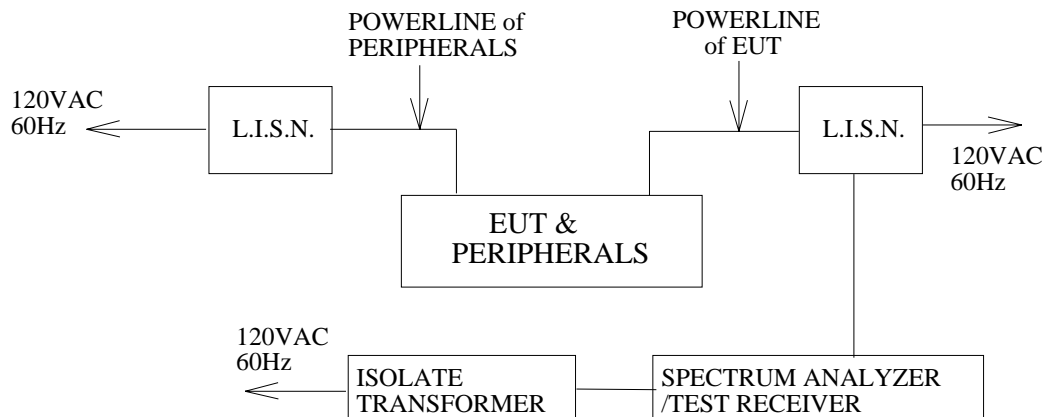 POWERLINE of
PERIPHERALS
POWERLINE
of EUT
120VAC
60Hz
L.I.S.N.
L.I.S.N.
120VAC
60Hz
EUT &
PERIPHERALS
120VAC
60Hz
ISOLATE
TRANSFORMER
SPECTRUM ANALYZER
/TEST RECEIVER